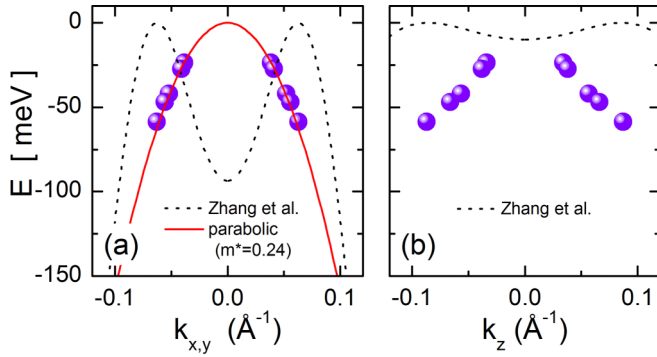 0
-50
-100
-150
E [ meV ]
Zhang et al.
parabolic
(m*=0.24)
(a)
-0.1 0.0 0.1
k_{x,y} (Å⁻¹)
Zhang et al.
(b)
-0.1 0.0 0.1
k_z (Å⁻¹)